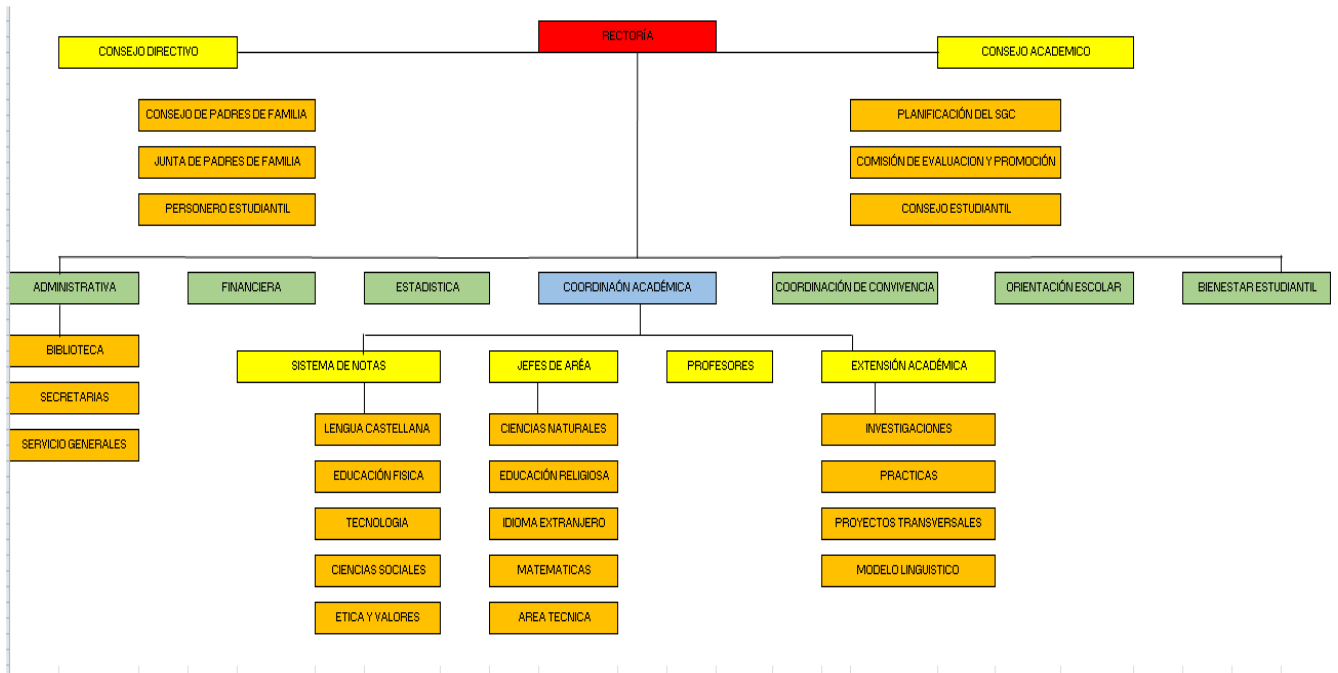 RECTORÍA
CONSEJO DIRECTIVO
CONSEJO ACADEMICO
CONSEJO DE PADRES DE FAMILIA
PLANIFICACIÓN DEL SGC
JUNTA DE PADRES DE FAMILIA
COMISIÓN DE EVALUACION Y PROMOCIÓN
PERSONERO ESTUDIANTIL
CONSEJO ESTUDIANTIL
ADMINISTRATIVA
FINANCIERA
ESTADISTICA
COORDINAÓN ACADÉMICA
COORDINACIÓN DE CONVIVENCIA
ORIENTACIÓN ESCOLAR
BIENESTAR ESTUDIANTIL
BIBLIOTECA
SECRETARIAS
SERVICIO GENERALES
SISTEMA DE NOTAS
JEFES DE ARÉA
PROFESORES
EXTENSIÓN ACADÉMICA
LENGUA CASTELLANA
CIENCIAS NATURALES
INVESTIGACIONES
EDUCACIÓN FISICA
EDUCACIÓN RELIGIOSA
PRACTICAS
TECNOLOGIA
IDIOMA EXTRANJERO
PROYECTOS TRANSVERSALES
CIENCIAS SOCIALES
MATEMATICAS
MODELO LINGUISTICO
ETICA Y VALORES
AREA TECNICA